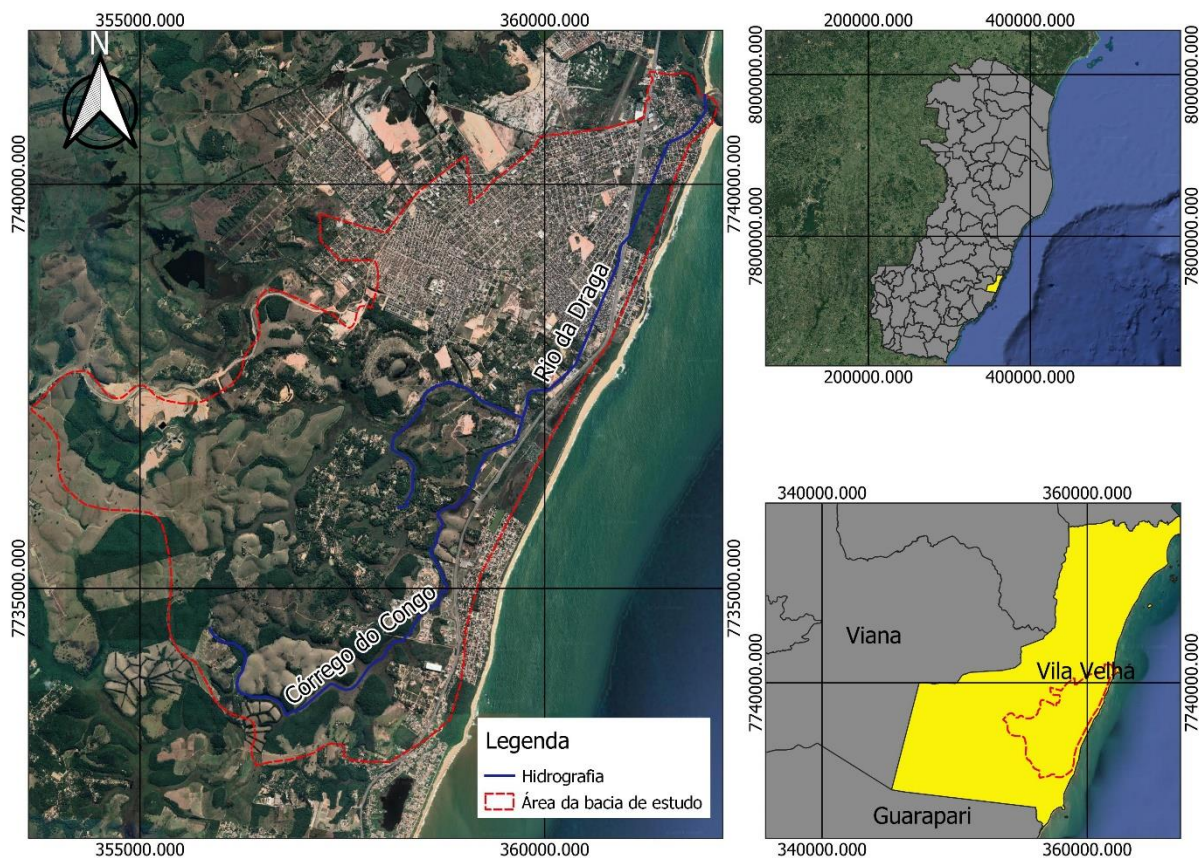 355000.000
360000.000
N
7740000.000
7740000.000
Rio da Draga
7735000.000
7735000.000
Córrego do Congo
Legenda
Hidrografia
Área da bacia de estudo
355000.000
360000.000
200000.000
400000.000
8000000.000
8000000.000
7800000.000
7800000.000
200000.000
400000.000
340000.000
360000.000
Viana
Vila Velha
7740000.000
7740000.000
Guarapari
340000.000
360000.000